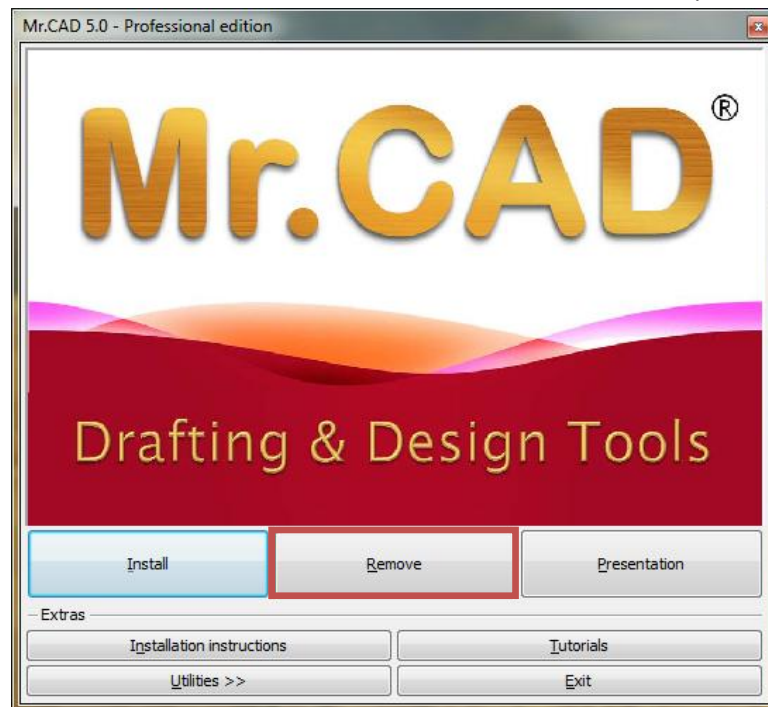 Mr.CAD 5.0 - Professional edition
Mr.CAD®
Drafting & Design Tools
Install Remove Presentation
Extras
Installation instructions Tutorials
Utilities >> Exit